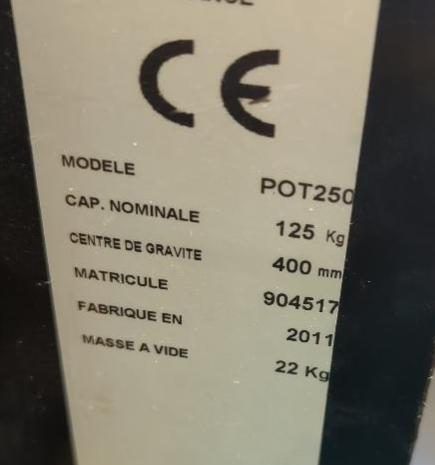 CE
MODELE POT250
CAP. NOMINALE 125 Kg
CENTRE DE GRAVITE 400 mm
MATRICULE 904517
FABRIQUE EN 2011
MASSE A VIDE 22 Kg